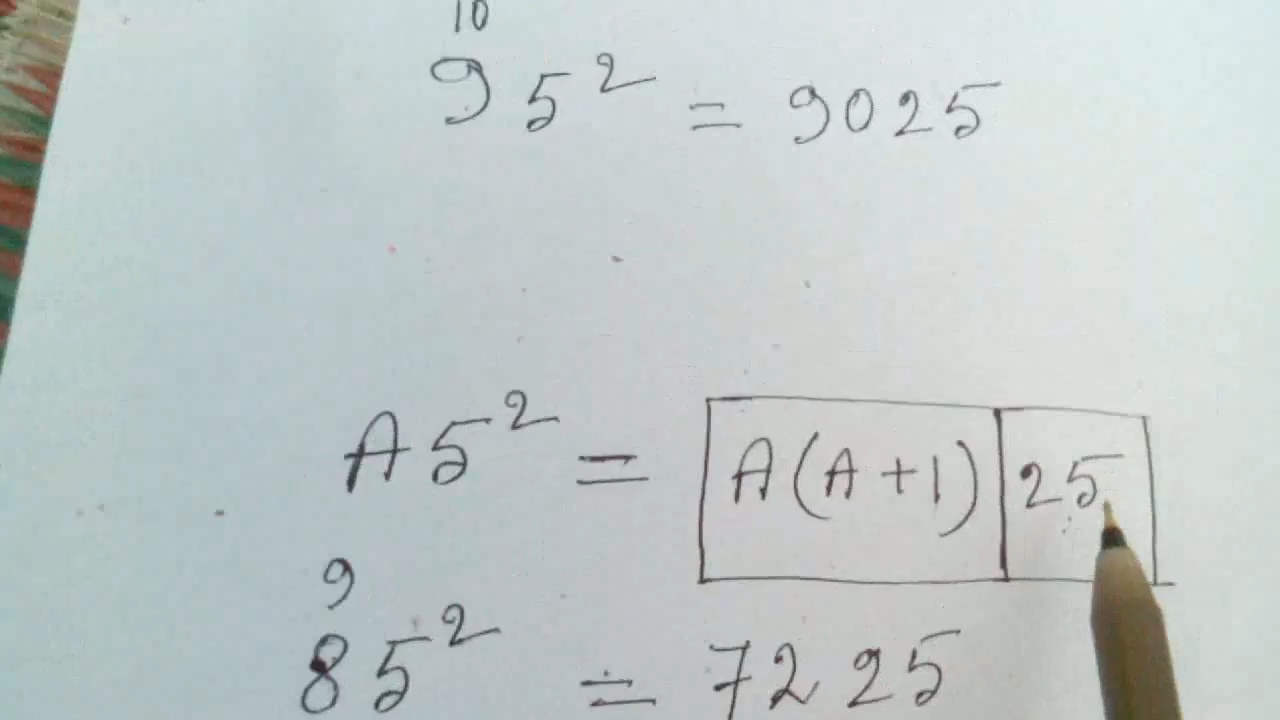 10
95² = 9025
A5² = A(A+1) 25
9
85² = 7225